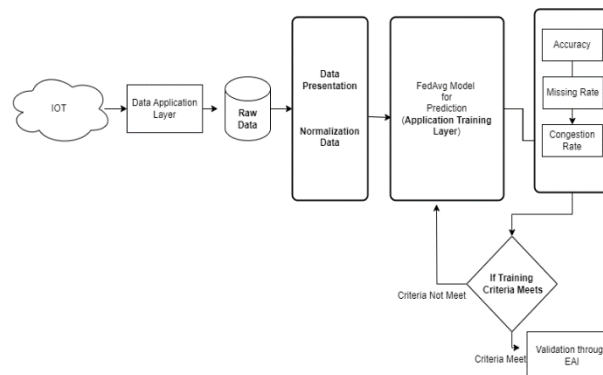 IOT
Data Application
Layer
Raw
Data
Data
Presentation
Normalization
Data
FedAvg Model
for
Prediction
(Application Training
Layer)
Accuracy
Missing Rate
Congestion
Rate
If Training
Criteria Meets
Criteria Not Meet
Criteria Meet
Validation through
EAI